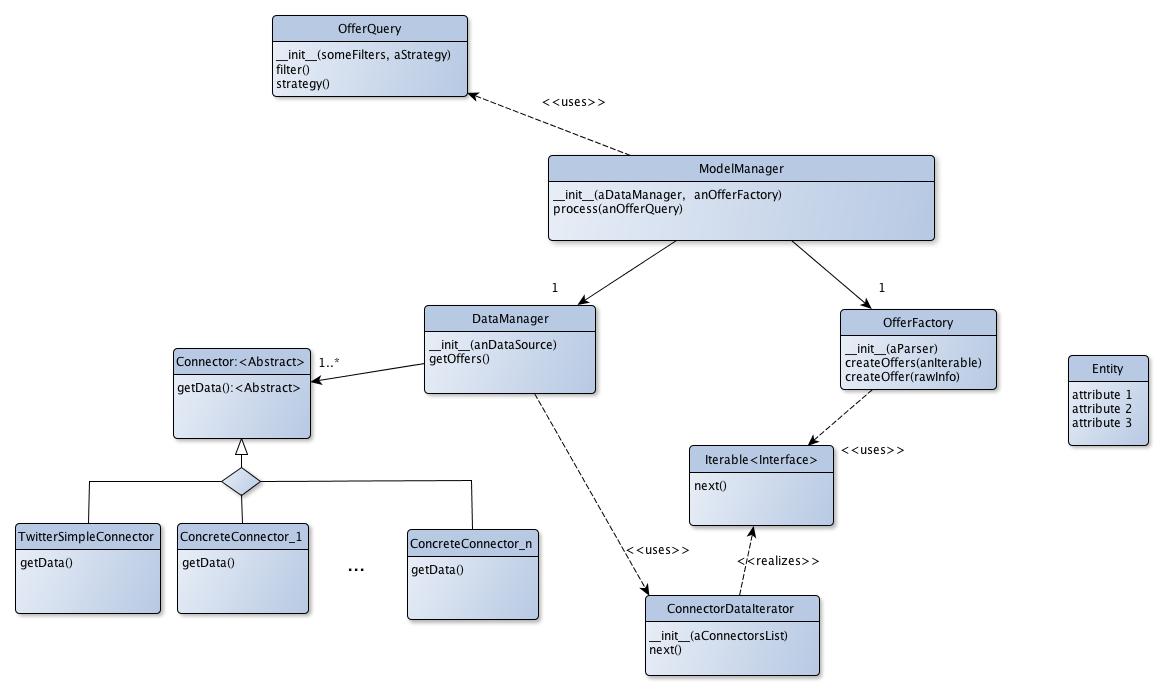 OfferQuery
__init__(someFilters, aStrategy)
filter()
strategy()
<<uses>>
ModelManager
__init__(aDataManager, anOfferFactory)
process(anOfferQuery)
1
1
DataManager
__init__(anDataSource)
getOffers()
OfferFactory
__init__(aParser)
createOffers(anIterable)
createOffer(rawInfo)
Connector:<Abstract>
getData():<Abstract>
1..*
Entity
attribute 1
attribute 2
attribute 3
<<uses>>
Iterable<Interface>
next()
TwitterSimpleConnector
getData()
ConcreteConnector_1
getData()
...
ConcreteConnector_n
getData()
<<uses>>
<<realizes>>
ConnectorDataIterator
__init__(aConnectorsList)
next()